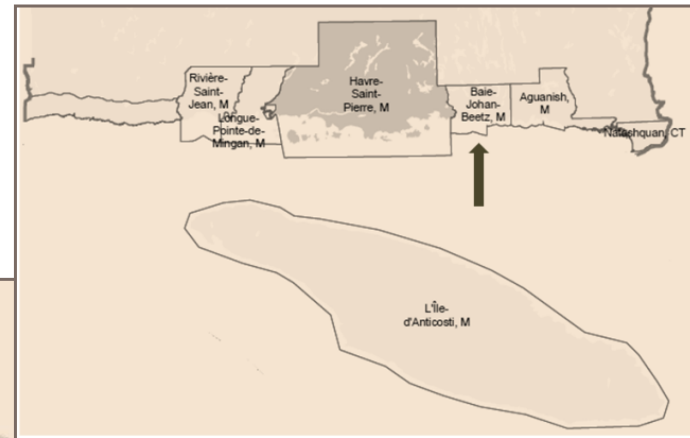 Rivière-
Saint-
Jean, M
Longue-
Pointe-de-
Mingan, M
Havre-
Saint-
Pierre, M
Baie-
Johan-
Beetz, M
Aguanish,
M
Natashquan, CT
L'Île-
d'Anticosti, M